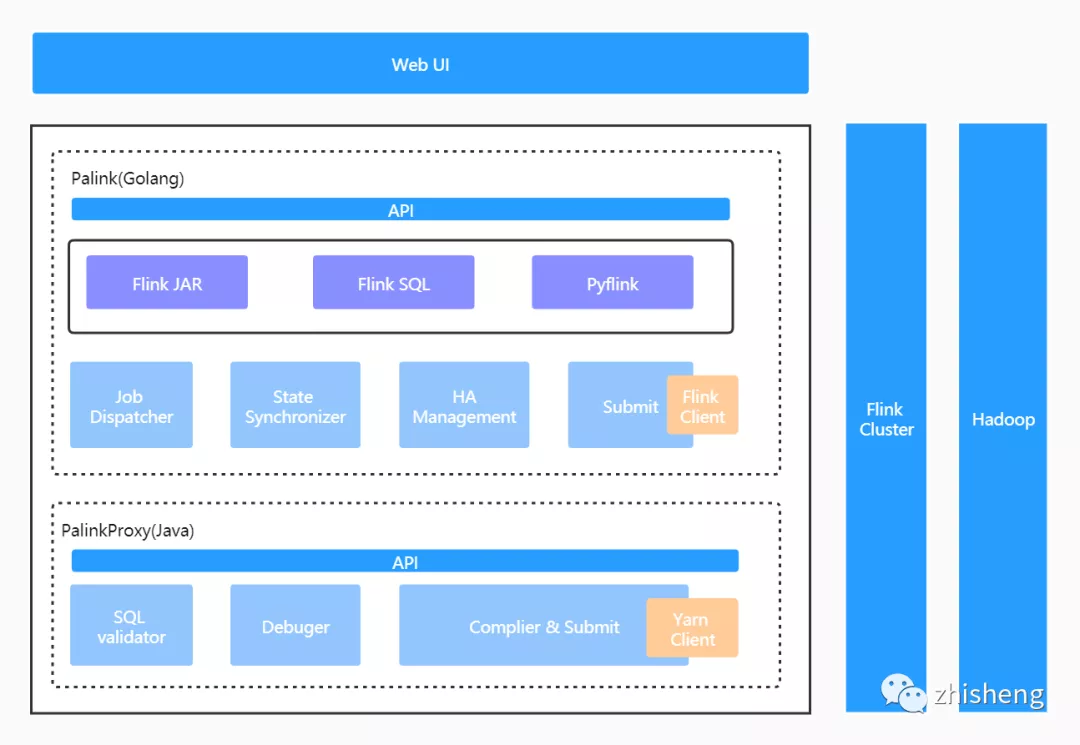 Web UI
Palink(Golang)
API
Flink JAR
Flink SQL
Pyflink
Job
Dispatcher
State
Synchronizer
HA
Management
Submit
Flink
Client
PalinkProxy(Java)
API
SQL
validator
Debuger
Complier & Submit
Yarn
Client
Flink
Cluster
Hadoop
zhisheng